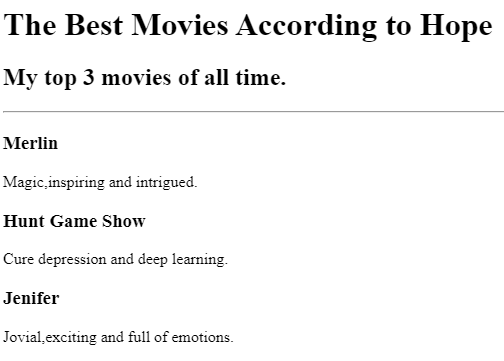 The Best Movies According to Hope
My top 3 movies of all time.
Merlin
Magic,inspiring and intrigued.
Hunt Game Show
Cure depression and deep learning.
Jenifer
Jovial,exciting and full of emotions.